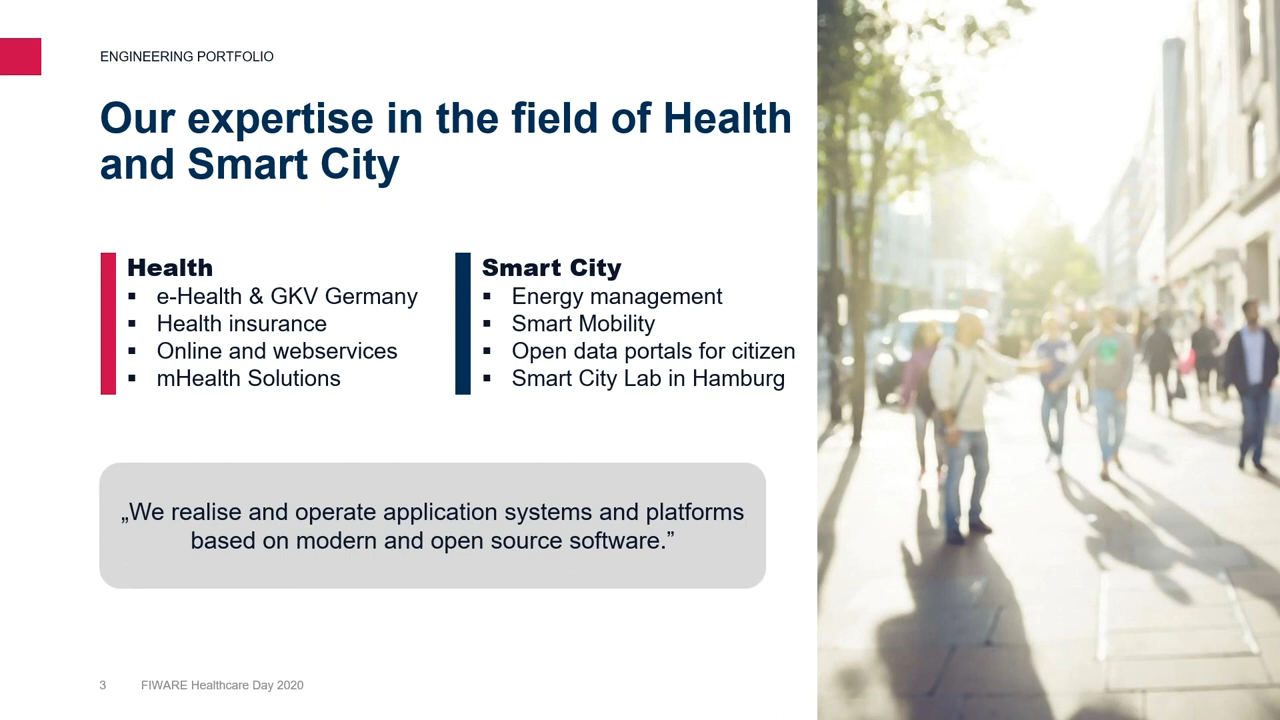 ENGINEERING PORTFOLIO
Our expertise in the field of Health
and Smart City
Health
▪ e-Health & GKV Germany
▪ Health insurance
▪ Online and webservices
▪ mHealth Solutions
Smart City
▪ Energy management
▪ Smart Mobility
▪ Open data portals for citizen
▪ Smart City Lab in Hamburg
„We realise and operate application systems and platforms
based on modern and open source software.”
3 FIWARE Healthcare Day 2020